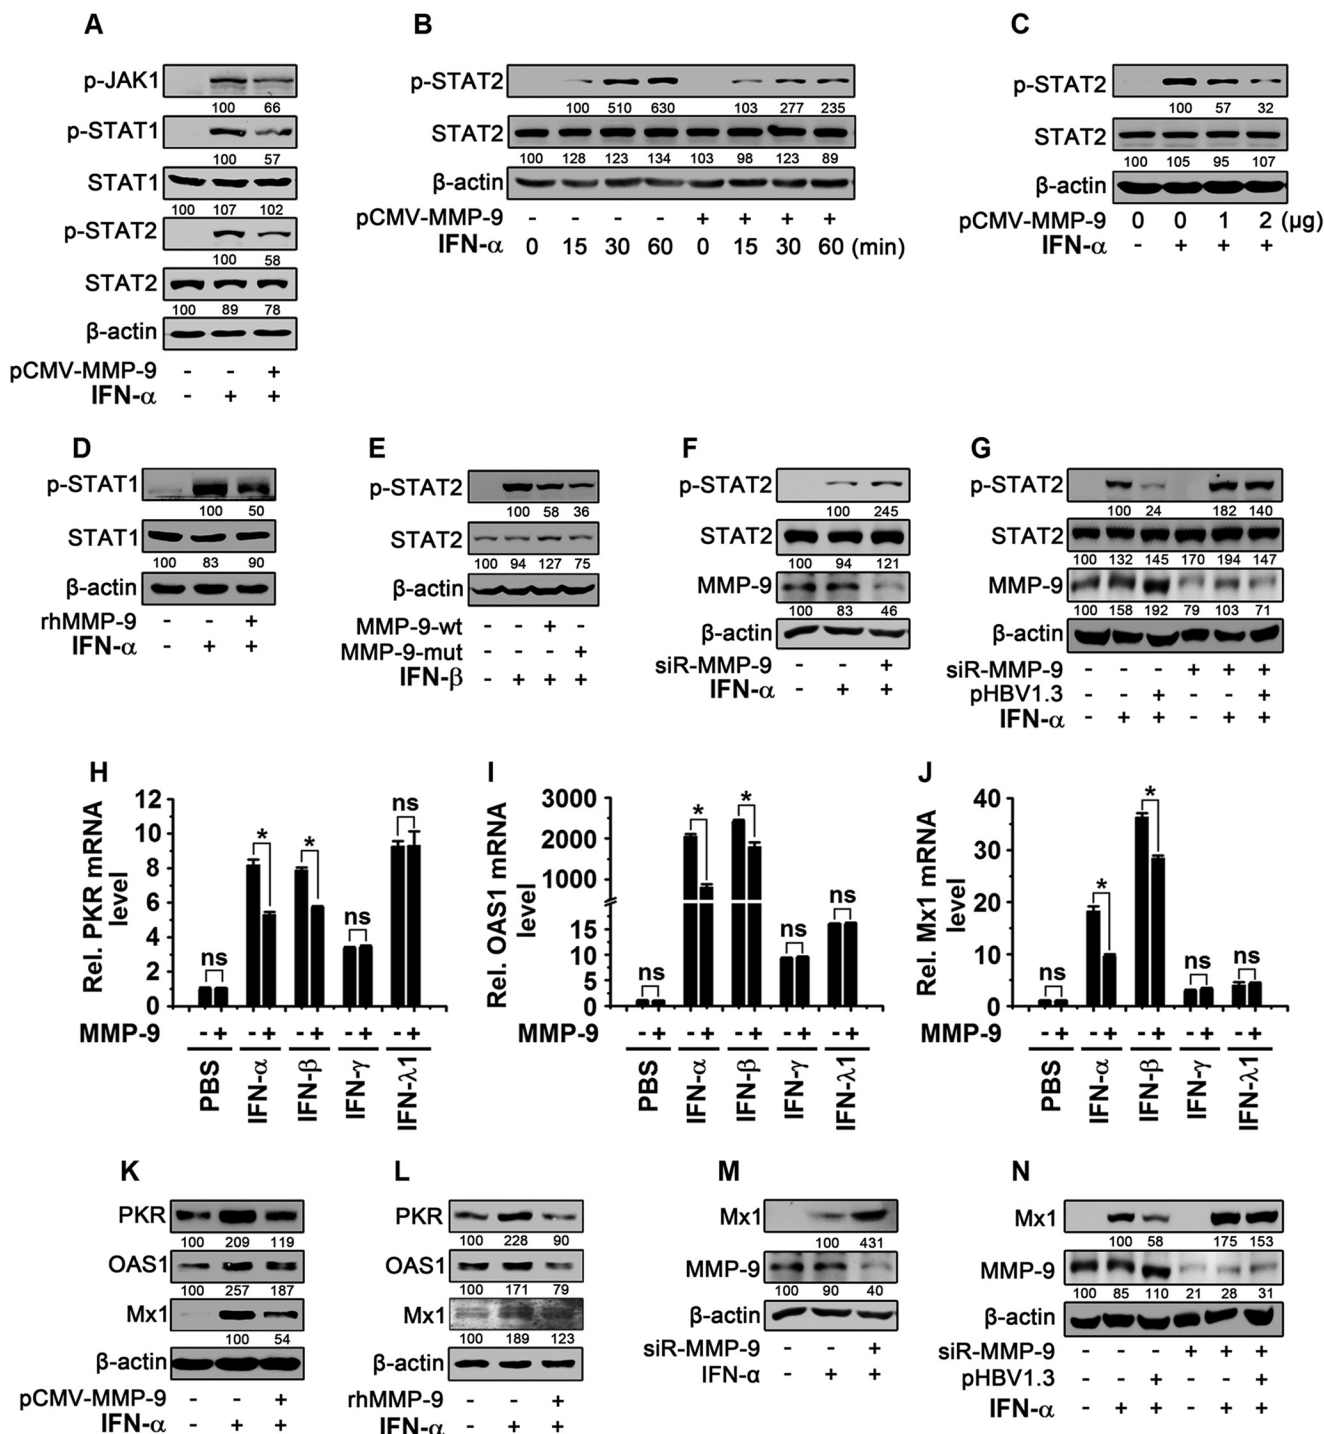 A
p-JAK1
100 66
p-STAT1
100 57
STAT1
100 107 102
p-STAT2
100 58
STAT2
100 89 78
β-actin
pCMV-MMP-9 - - +
IFN-α - + +
B
p-STAT2
100 510 630 103 277 235
STAT2
100 128 123 134 103 98 123 89
β-actin
pCMV-MMP-9 - - - - + + + +
IFN-α 0 15 30 60 0 15 30 60 (min)
C
p-STAT2
100 57 32
STAT2
100 105 95 107
β-actin
pCMV-MMP-9 0 0 1 2 (μg)
IFN-α - + + +
D
p-STAT1
100 50
STAT1
100 83 90
β-actin
rhMMP-9 - - +
IFN-α - + +
E
p-STAT2
100 58 36
STAT2
100 94 127 75
β-actin
MMP-9-wt - - + -
MMP-9-mut - - - +
IFN-β - + + +
F
p-STAT2
100 245
STAT2
100 94 121
MMP-9
100 83 46
β-actin
siR-MMP-9 - - +
IFN-α - + +
G
p-STAT2
100 24 182 140
STAT2
100 132 145 170 194 147
MMP-9
100 158 192 79 103 71
β-actin
siR-MMP-9 - - - + + +
pHBV1.3 - - + - - +
IFN-α - + + - + +
H
Rel. PKR mRNA
level
12
10
8
6
4
2
0
ns * * ns ns
MMP-9 - + - + - + - + - +
PBS IFN-α IFN-β IFN-γ IFN-λ1
I
Rel. OAS1 mRNA
level
3000
2000
1000
15
10
5
0
ns * * ns ns
MMP-9 - + - + - + - + - +
PBS IFN-α IFN-β IFN-γ IFN-λ1
J
Rel. Mx1 mRNA
level
40
30
20
10
0
ns * * ns ns
MMP-9 - + - + - + - + - +
PBS IFN-α IFN-β IFN-γ IFN-λ1
K
PKR
100 209 119
OAS1
100 257 187
Mx1
100 54
β-actin
pCMV-MMP-9 - - +
IFN-α - + +
L
PKR
100 228 90
OAS1
100 171 79
Mx1
100 189 123
β-actin
rhMMP-9 - - +
IFN-α - + +
M
Mx1
100 431
MMP-9
100 90 40
β-actin
siR-MMP-9 - - +
IFN-α - + +
N
Mx1
100 58 175 153
MMP-9
100 85 110 21 28 31
β-actin
siR-MMP-9 - - - + + +
pHBV1.3 - - + - - +
IFN-α - + + - + +